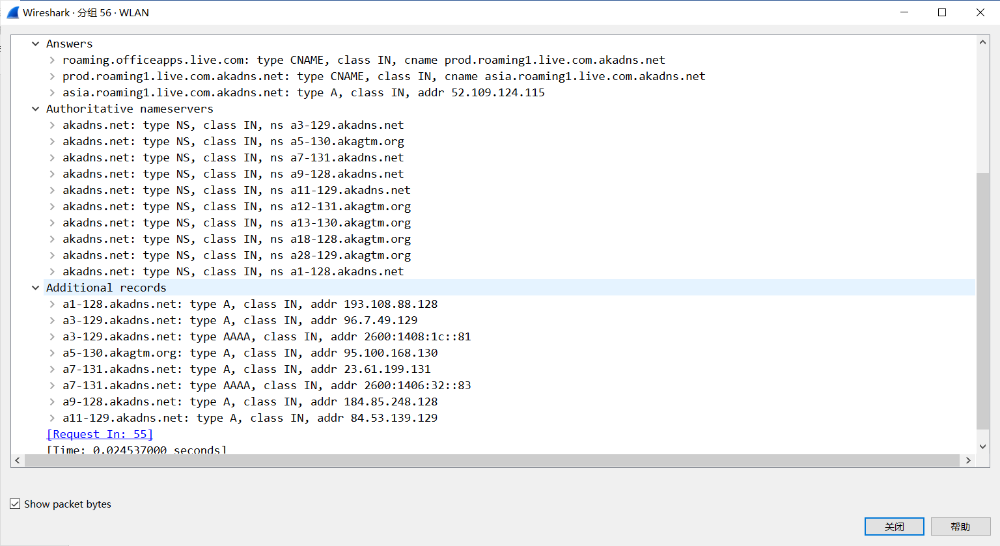 Wireshark · 分组 56 · WLAN
Answers
roaming.officeapps.live.com: type CNAME, class IN, cname prod.roaming1.live.com.akadns.net
prod.roaming1.live.com.akadns.net: type CNAME, class IN, cname asia.roaming1.live.com.akadns.net
asia.roaming1.live.com.akadns.net: type A, class IN, addr 52.109.124.115
Authoritative nameservers
akadns.net: type NS, class IN, ns a3-129.akadns.net
akadns.net: type NS, class IN, ns a5-130.akagtm.org
akadns.net: type NS, class IN, ns a7-131.akadns.net
akadns.net: type NS, class IN, ns a9-128.akadns.net
akadns.net: type NS, class IN, ns a11-129.akadns.net
akadns.net: type NS, class IN, ns a12-131.akagtm.org
akadns.net: type NS, class IN, ns a13-130.akagtm.org
akadns.net: type NS, class IN, ns a18-128.akagtm.org
akadns.net: type NS, class IN, ns a28-129.akagtm.org
akadns.net: type NS, class IN, ns a1-128.akadns.net
Additional records
a1-128.akadns.net: type A, class IN, addr 193.108.88.128
a3-129.akadns.net: type A, class IN, addr 96.7.49.129
a3-129.akadns.net: type AAAA, class IN, addr 2600:1408:1c::81
a5-130.akagtm.org: type A, class IN, addr 95.100.168.130
a7-131.akadns.net: type A, class IN, addr 23.61.199.131
a7-131.akadns.net: type AAAA, class IN, addr 2600:1406:32::83
a9-128.akadns.net: type A, class IN, addr 184.85.248.128
a11-129.akadns.net: type A, class IN, addr 84.53.139.129
[Request In: 55]
[Time: 0.024537000 seconds]
Show packet bytes
关闭 帮助